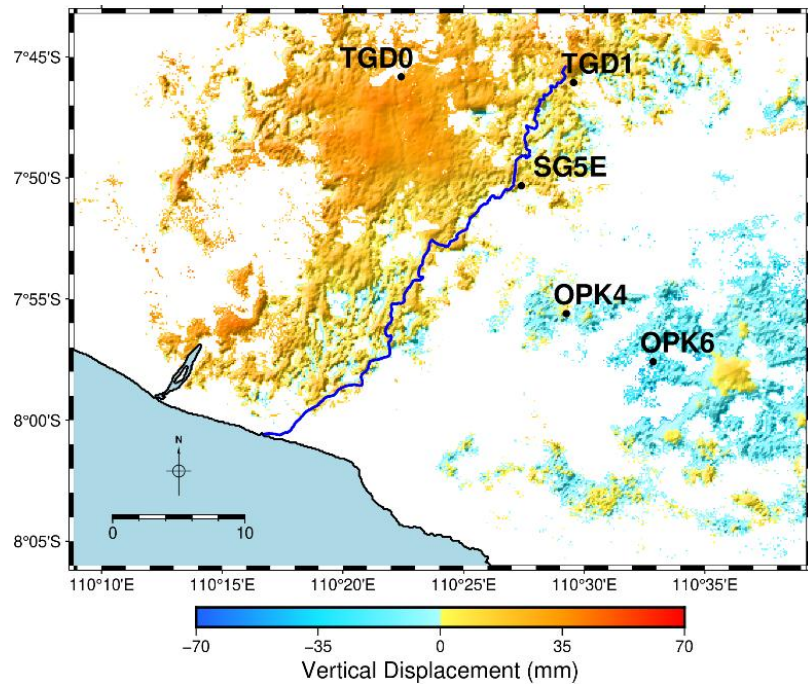 7°45'S
TGD0
TGD1
7°50'S
SG5E
7°55'S
OPK4
OPK6
8°00'S
N
0
10
8°05'S
110°10'E
110°15'E
110°20'E
110°25'E
110°30'E
110°35'E
−70
−35
0
35
70
Vertical Displacement (mm)